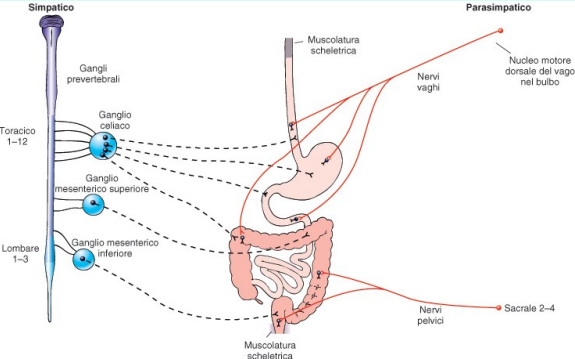 Simpatico
Parasimpatico
Muscolatura
scheletrica
Gangli
prevertebrali
Nervi
vaghi
Nucleo motore
dorsale del vago
nel bulbo
Toracico
1–12
Ganglio
celiaco
Ganglio
mesenterico superiore
Lombare
1–3
Ganglio mesenterico
inferiore
Nervi
pelvici
Sacrale 2–4
Muscolatura
scheletrica